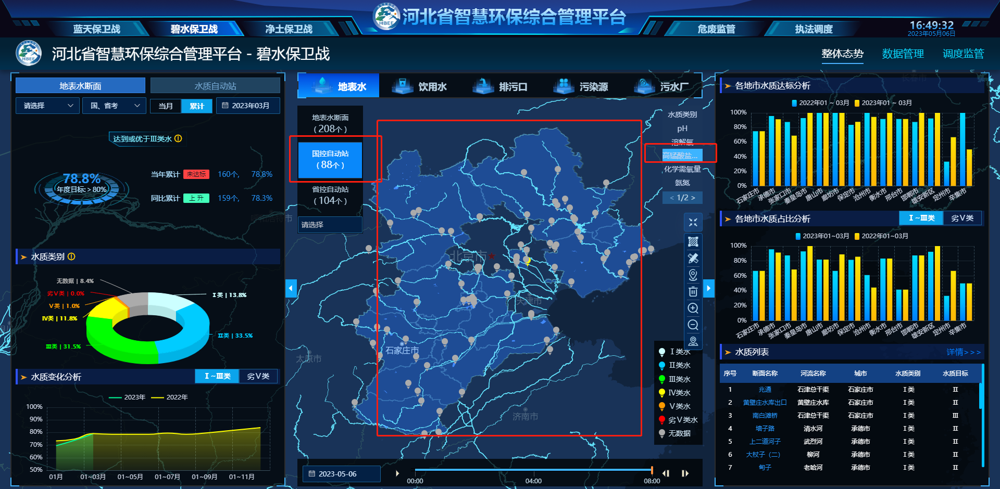 河北省智慧环保综合管理平台
蓝天保卫战
碧水保卫战
净土保卫战
危废监管
执法调度
16:49:32
2023年05月06日
HBEE
河北省智慧环保综合管理平台 - 碧水保卫战
整体态势
数据管理
调度监管
地表水断面
水质自动站
请选择
国、省考
当月
累计
2023年03月
达到或优于Ⅲ类水
78.8%
年度目标: > 80%
当年累计 未达标 160个, 78.8%
同比累计 上 升 159个, 78.3%
水质类别
无数据 | 8.4%
劣Ⅴ类 | 0.0%
Ⅴ类 | 1.0%
Ⅳ类 | 11.8%
Ⅲ类 | 31.5%
Ⅰ类 | 13.8%
Ⅱ类 | 33.5%
水质变化分析
Ⅰ~Ⅲ类
劣Ⅴ类
2023年
2022年
100%
90%
80%
70%
60%
50%
01月
01~03月
01~05月
01~07月
01~09月
01~11月
地表水
饮用水
排污口
污染源
污水厂
地表水断面
( 208个 )
国控自动站
( 88个 )
省控自动站
( 104个 )
请选择
水质类别
pH
溶解氧
高锰酸盐...
化学需氧量
氨氮
< 1/2 >
北京市
天津市
石家庄市
太原市
济南市
Ⅰ类水
Ⅱ类水
Ⅲ类水
Ⅳ类水
Ⅴ类水
劣Ⅴ类水
无数据
2023-05-06
00:00
04:00
08:00
各地市水质达标分析
2022年01 ~ 03月
2023年01 ~ 03月
100%
80%
60%
40%
20%
0%
石家庄市
承德市
张家口市
秦皇岛市
唐山市
廊坊市
保定市
沧州市
衡水市
邢台市
邯郸市
雄安新区
定州市
辛集市
各地市水质占比分析
Ⅰ~Ⅲ类
劣Ⅴ类
2023年01~03月
2022年01~03月
100%
80%
60%
40%
20%
0%
石家庄市
承德市
张家口市
秦皇岛市
唐山市
廊坊市
保定市
沧州市
衡水市
邢台市
邯郸市
雄安新区
定州市
辛集市
水质列表
详情> > >
序号 断面名称 河流名称 城市 水质类别 水质目标
1 兆通 石津总干渠 石家庄市 Ⅰ类 Ⅱ
2 黄壁庄水库出口 黄壁庄水库 石家庄市 Ⅰ类 Ⅱ
3 南白滩桥 石津总干渠 石家庄市 Ⅰ类 Ⅲ
4 墙子路 清水河 承德市 Ⅰ类 Ⅱ
5 上二道河子 武烈河 承德市 Ⅰ类 Ⅱ
6 大杖子（二） 柳河 承德市 Ⅰ类 Ⅱ
7 甸子 老哈河 承德市 Ⅰ类 Ⅱ